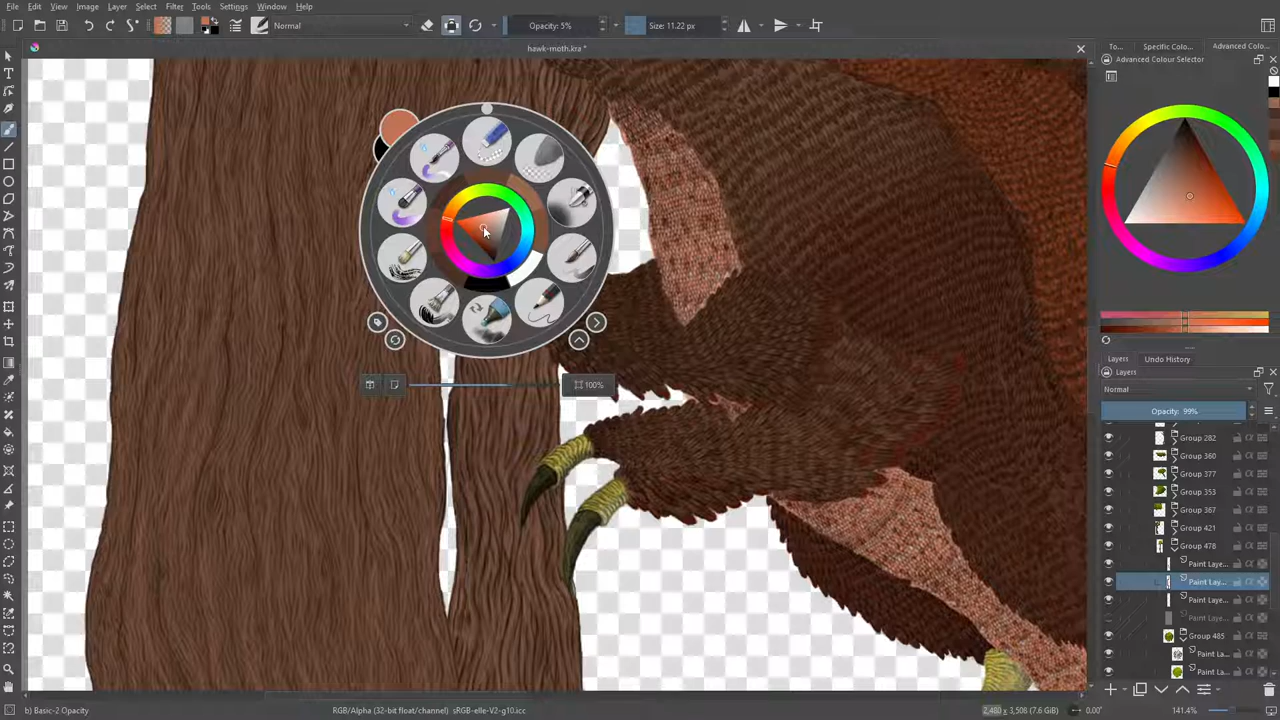 File Edit View Image Layer Select Filter Tools Settings Window Help
Normal
Opacity: 5%
Size: 11.22 px
hawk-moth.kra *
To...
Specific Colo...
Advanced Colo...
Advanced Colour Selector
100%
Layers
Undo History
Layers
Normal
Opacity: 99%
Group 282
Group 360
Group 377
Group 353
Group 367
Group 421
Group 478
Paint Laye...
Paint Lay...
Paint Laye...
Paint Laye...
Group 485
Paint La...
Paint La...
b) Basic-2 Opacity
RGB/Alpha (32-bit float/channel) sRGB-elle-V2-g10.icc
2,480 x 3,508 (7.6 GiB)
0.00°
141.4%